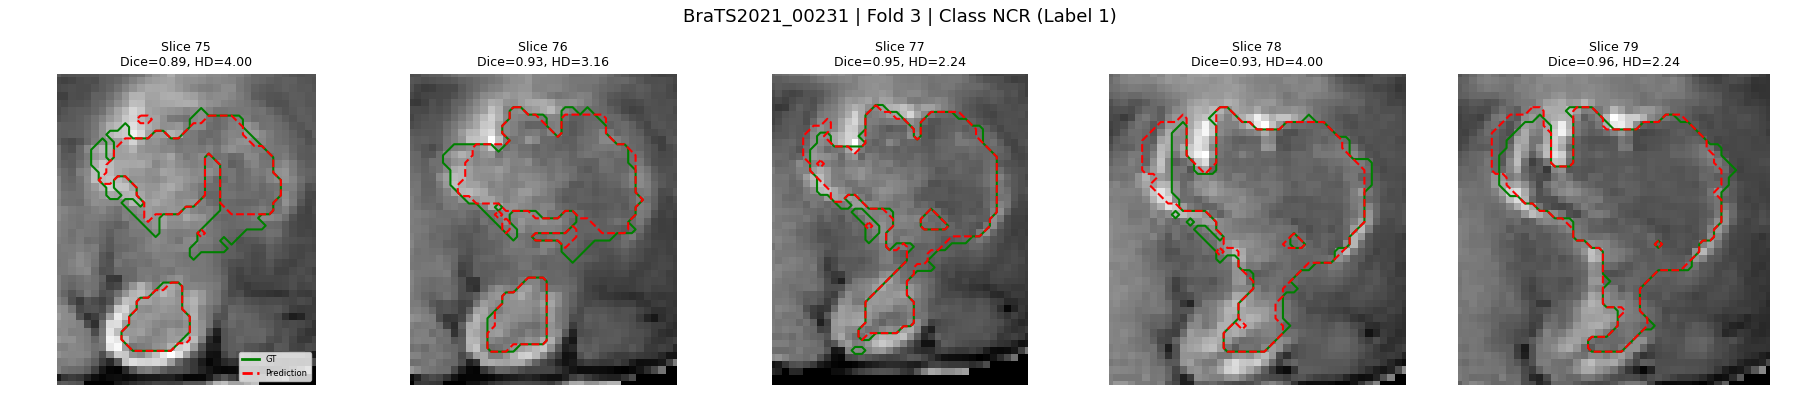 BraTS2021_00231 | Fold 3 | Class NCR (Label 1)
Slice 75
Dice=0.89, HD=4.00
Slice 76
Dice=0.93, HD=3.16
Slice 77
Dice=0.95, HD=2.24
Slice 78
Dice=0.93, HD=4.00
Slice 79
Dice=0.96, HD=2.24
GT
Prediction